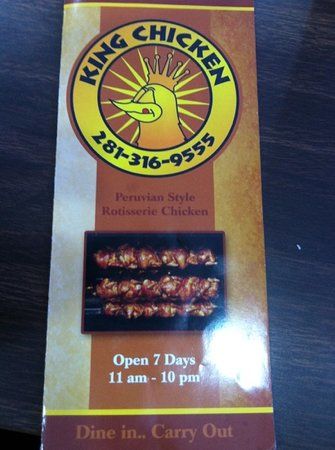 KING CHICKEN
281-316-9555
Peruvian Style
Rotisserie Chicken
Open 7 Days
11 am - 10 pm
Dine in.. Carry Out